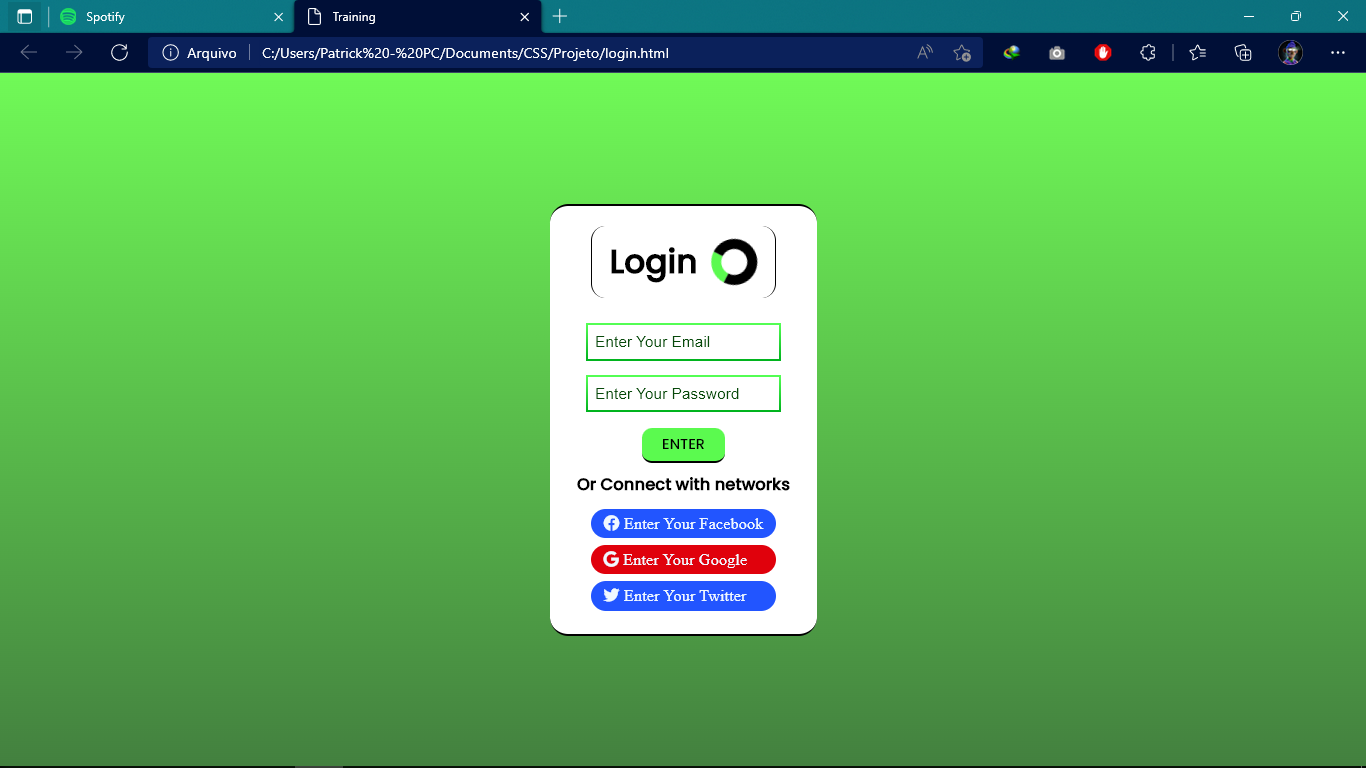 Spotify
Training
Arquivo
C:/Users/Patrick%20-%20PC/Documents/CSS/Projeto/login.html
Login
Enter Your Email
Enter Your Password
ENTER
Or Connect with networks
Enter Your Facebook
Enter Your Google
Enter Your Twitter